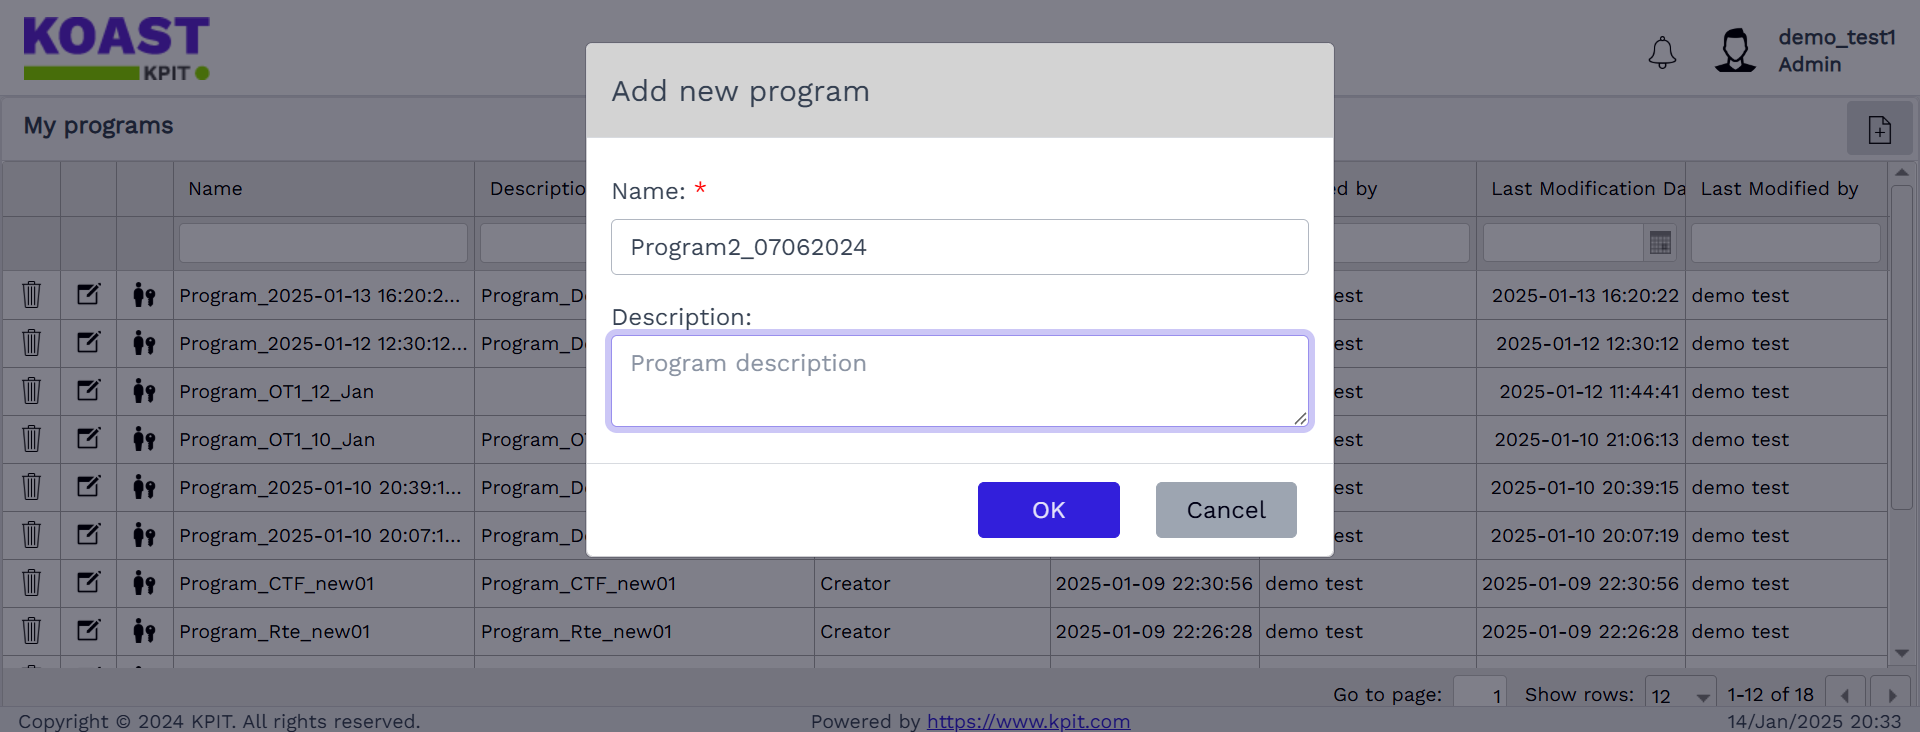 KOAST
KPIT
demo_test1
Admin
Add new program
My programs
Name: *
Program2_07062024
Description:
Program description
OK
Cancel
Name Descriptio d by Last Modification Da Last Modified by
Program_2025-01-13 16:20:2... Program_D est 2025-01-13 16:20:22 demo test
Program_2025-01-12 12:30:12... Program_D est 2025-01-12 12:30:12 demo test
Program_OT1_12_Jan est 2025-01-12 11:44:41 demo test
Program_OT1_10_Jan Program_O est 2025-01-10 21:06:13 demo test
Program_2025-01-10 20:39:1... Program_D est 2025-01-10 20:39:15 demo test
Program_2025-01-10 20:07:1... Program_D est 2025-01-10 20:07:19 demo test
Program_CTF_new01 Program_CTF_new01 Creator 2025-01-09 22:30:56 demo test 2025-01-09 22:30:56 demo test
Program_Rte_new01 Program_Rte_new01 Creator 2025-01-09 22:26:28 demo test 2025-01-09 22:26:28 demo test
Go to page: 1 Show rows: 12 1-12 of 18
Copyright © 2024 KPIT. All rights reserved. Powered by https://www.kpit.com 14/Jan/2025 20:33